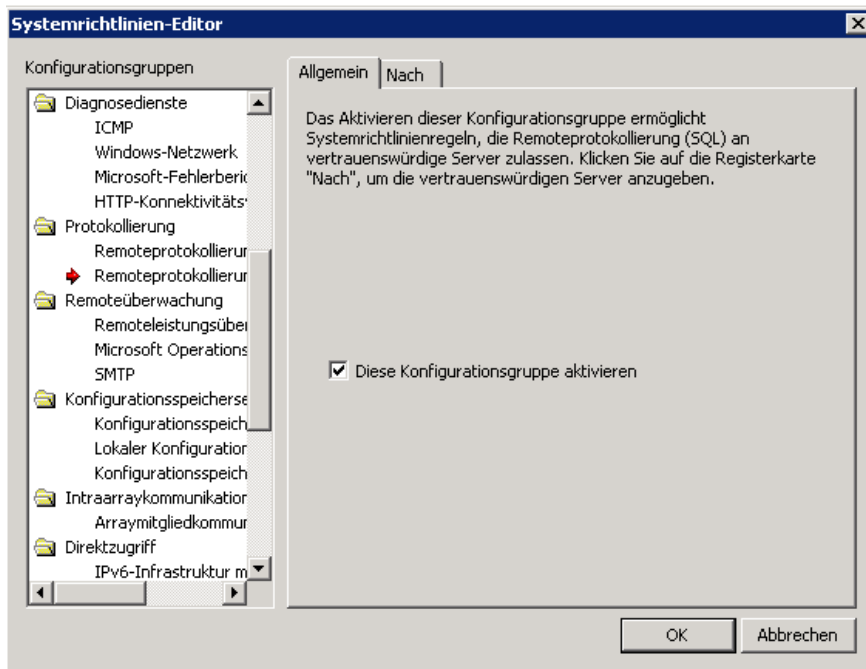 Systemrichtlinien-Editor
Konfigurationsgruppen
Diagnosedienste
ICMP
Windows-Netzwerk
Microsoft-Fehlerberic
HTTP-Konnektivitäts
Protokollierung
Remoteprotokollierur
Remoteprotokollierur
Remoteüberwachung
Remoteleistungsüber
Microsoft Operations
SMTP
Konfigurationsspeicherse
Konfigurationsspeich
Lokaler Konfiguration
Konfigurationsspeich
Intraarraykommunikation
Arraymitgliedkommur
Direktzugriff
IPv6-Infrastruktur m
Allgemein
Nach
Das Aktivieren dieser Konfigurationsgruppe ermöglicht
Systemrichtlinienregeln, die Remoteprotokollierung (SQL) an
vertrauenswürdige Server zulassen. Klicken Sie auf die Registerkarte
"Nach", um die vertrauenswürdigen Server anzugeben.
Diese Konfigurationsgruppe aktivieren
OK
Abbrechen